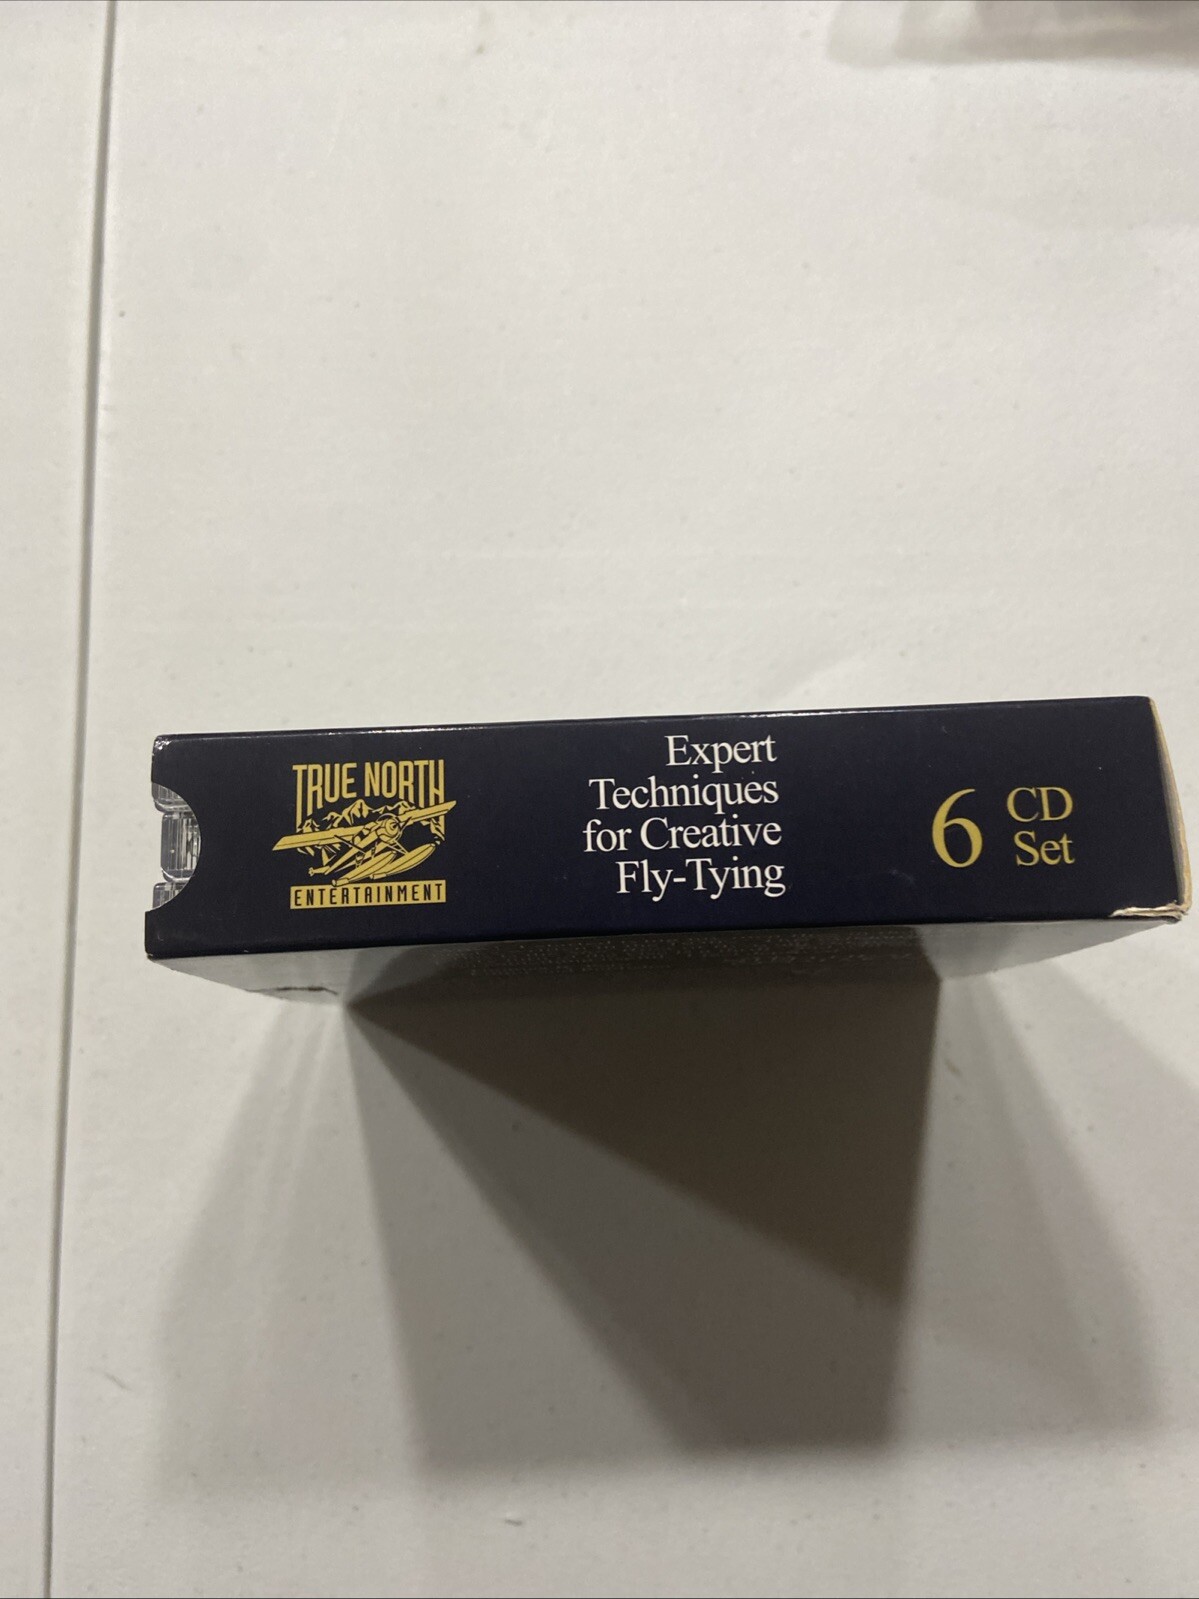 TRUE NORTH
ENTERTAINMENT
Expert
Techniques
for Creative
Fly-Tying
6 CD
Set